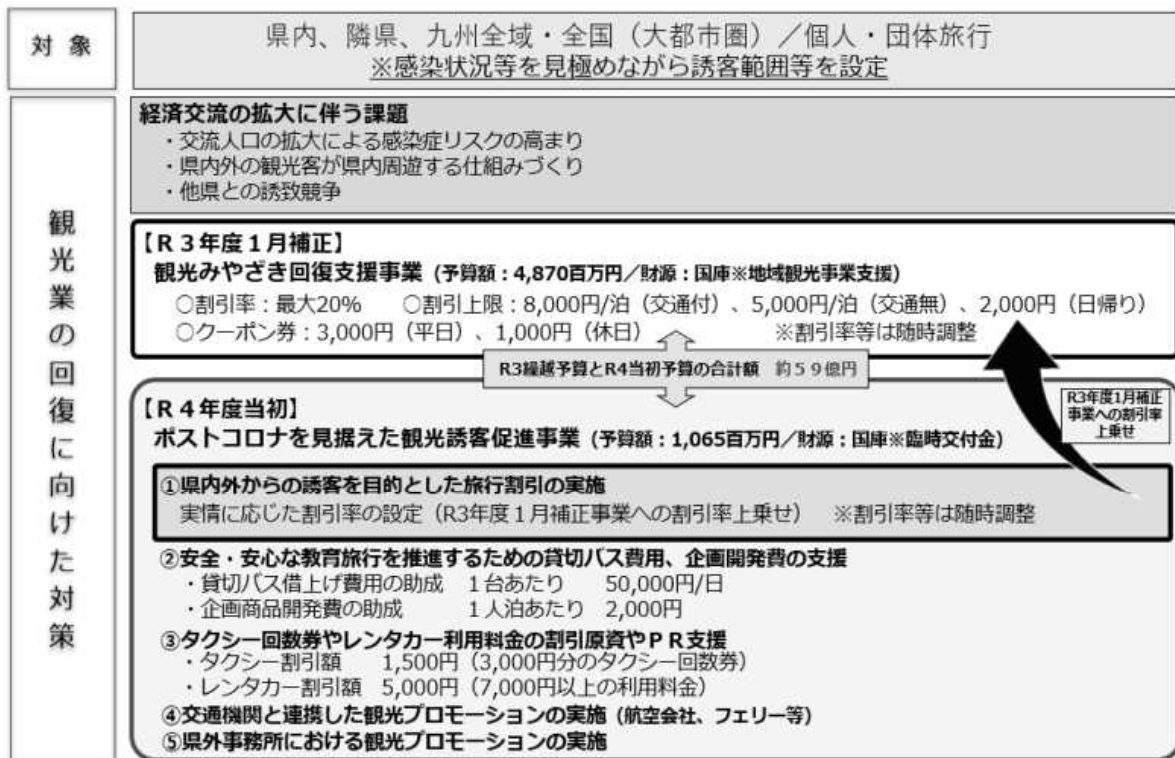 対象
県内、隣県、九州全域・全国（大都市圏）／個人・団体旅行
※感染状況等を見極めながら誘客範囲等を設定
観光業の回復に向けた対策
経済交流の拡大に伴う課題
・交流人口の拡大による感染症リスクの高まり
・県内外の観光客が県内周遊する仕組みづくり
・他県との誘致競争
【Ｒ３年度１月補正】
観光みやざき回復支援事業（予算額：4,870百万円／財源：国庫※地域観光事業支援）
○割引率：最大20%　○割引上限：8,000円/泊（交通付）、5,000円/泊（交通無）、2,000円（日帰り）
○クーポン券：3,000円（平日）、1,000円（休日）　※割引率等は随時調整
R3繰越予算とR4当初予算の合計額　約５９億円
R3年度1月補正
事業への割引率
上乗せ
【Ｒ４年度当初】
ポストコロナを見据えた観光誘客促進事業（予算額：1,065百万円／財源：国庫※臨時交付金）
①県内外からの誘客を目的とした旅行割引の実施
実情に応じた割引率の設定（R3年度１月補正事業への割引率上乗せ）　※割引率等は随時調整
②安全・安心な教育旅行を推進するための貸切バス費用、企画開発費の支援
・貸切バス借上げ費用の助成　１台あたり　50,000円/日
・企画商品開発費の助成　１人泊あたり　2,000円
③タクシー回数券やレンタカー利用料金の割引原資やＰＲ支援
・タクシー割引額　1,500円（3,000円分のタクシー回数券）
・レンタカー割引額　5,000円（7,000円以上の利用料金）
④交通機関と連携した観光プロモーションの実施（航空会社、フェリー等）
⑤県外事務所における観光プロモーションの実施